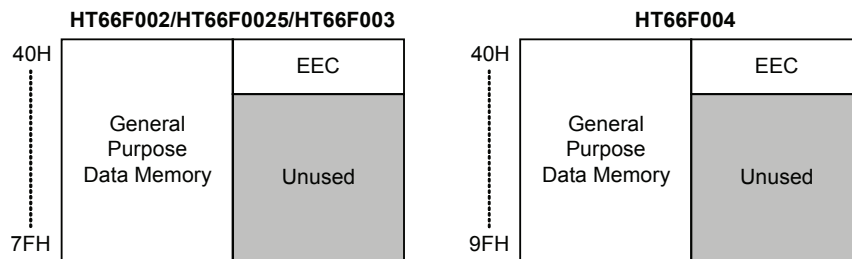 HT66F002/HT66F0025/HT66F003
40H
EEC
General
Purpose
Data Memory
Unused
7FH
HT66F004
40H
EEC
General
Purpose
Data Memory
Unused
9FH